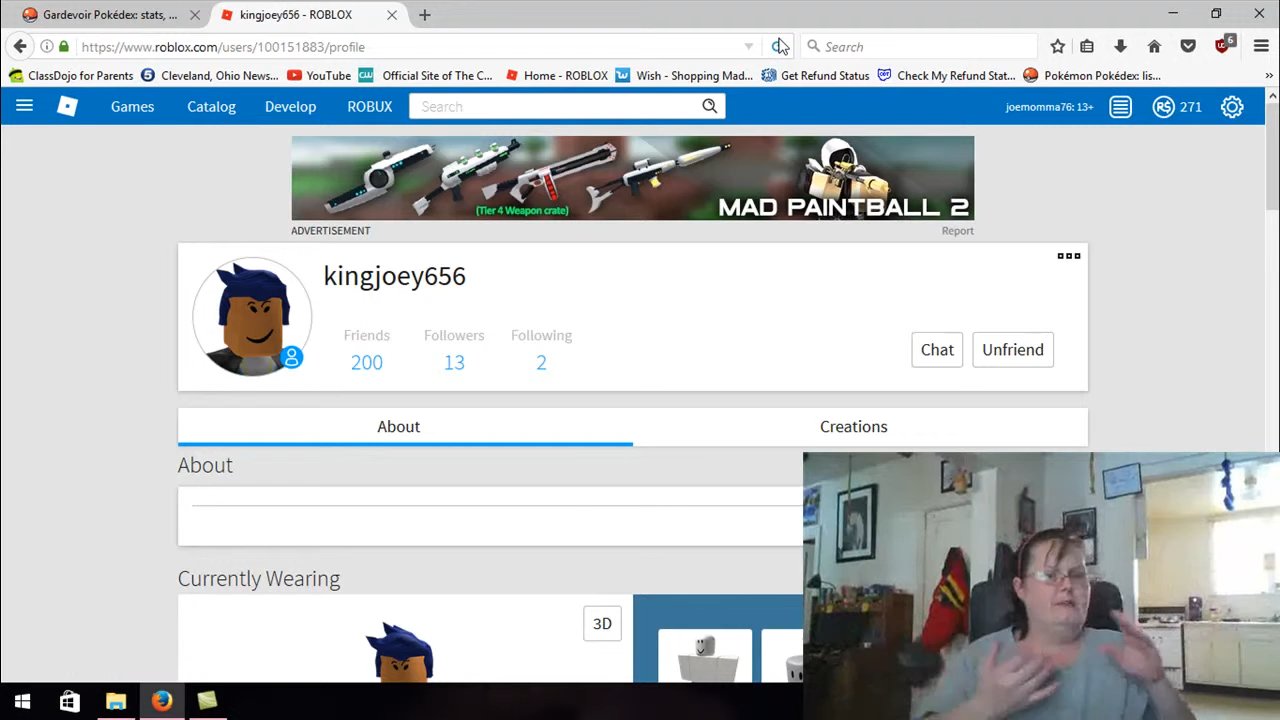 Gardevoir Pokédex: stats, ...
kingjoey656 - ROBLOX
https://www.roblox.com/users/100151883/profile
Search
6
ClassDojo for Parents
Cleveland, Ohio News...
YouTube
Official Site of The C...
Home - ROBLOX
Wish - Shopping Mad...
Get Refund Status
Check My Refund Stat...
Pokémon Pokédex: lis...
Games
Catalog
Develop
ROBUX
Search
joemomma76: 13+
R$ 271
(Tier 4 Weapon crate)
MAD PAINTBALL 2
ADVERTISEMENT
Report
kingjoey656
Friends
Followers
Following
200
13
2
Chat
Unfriend
About
Creations
About
Currently Wearing
3D